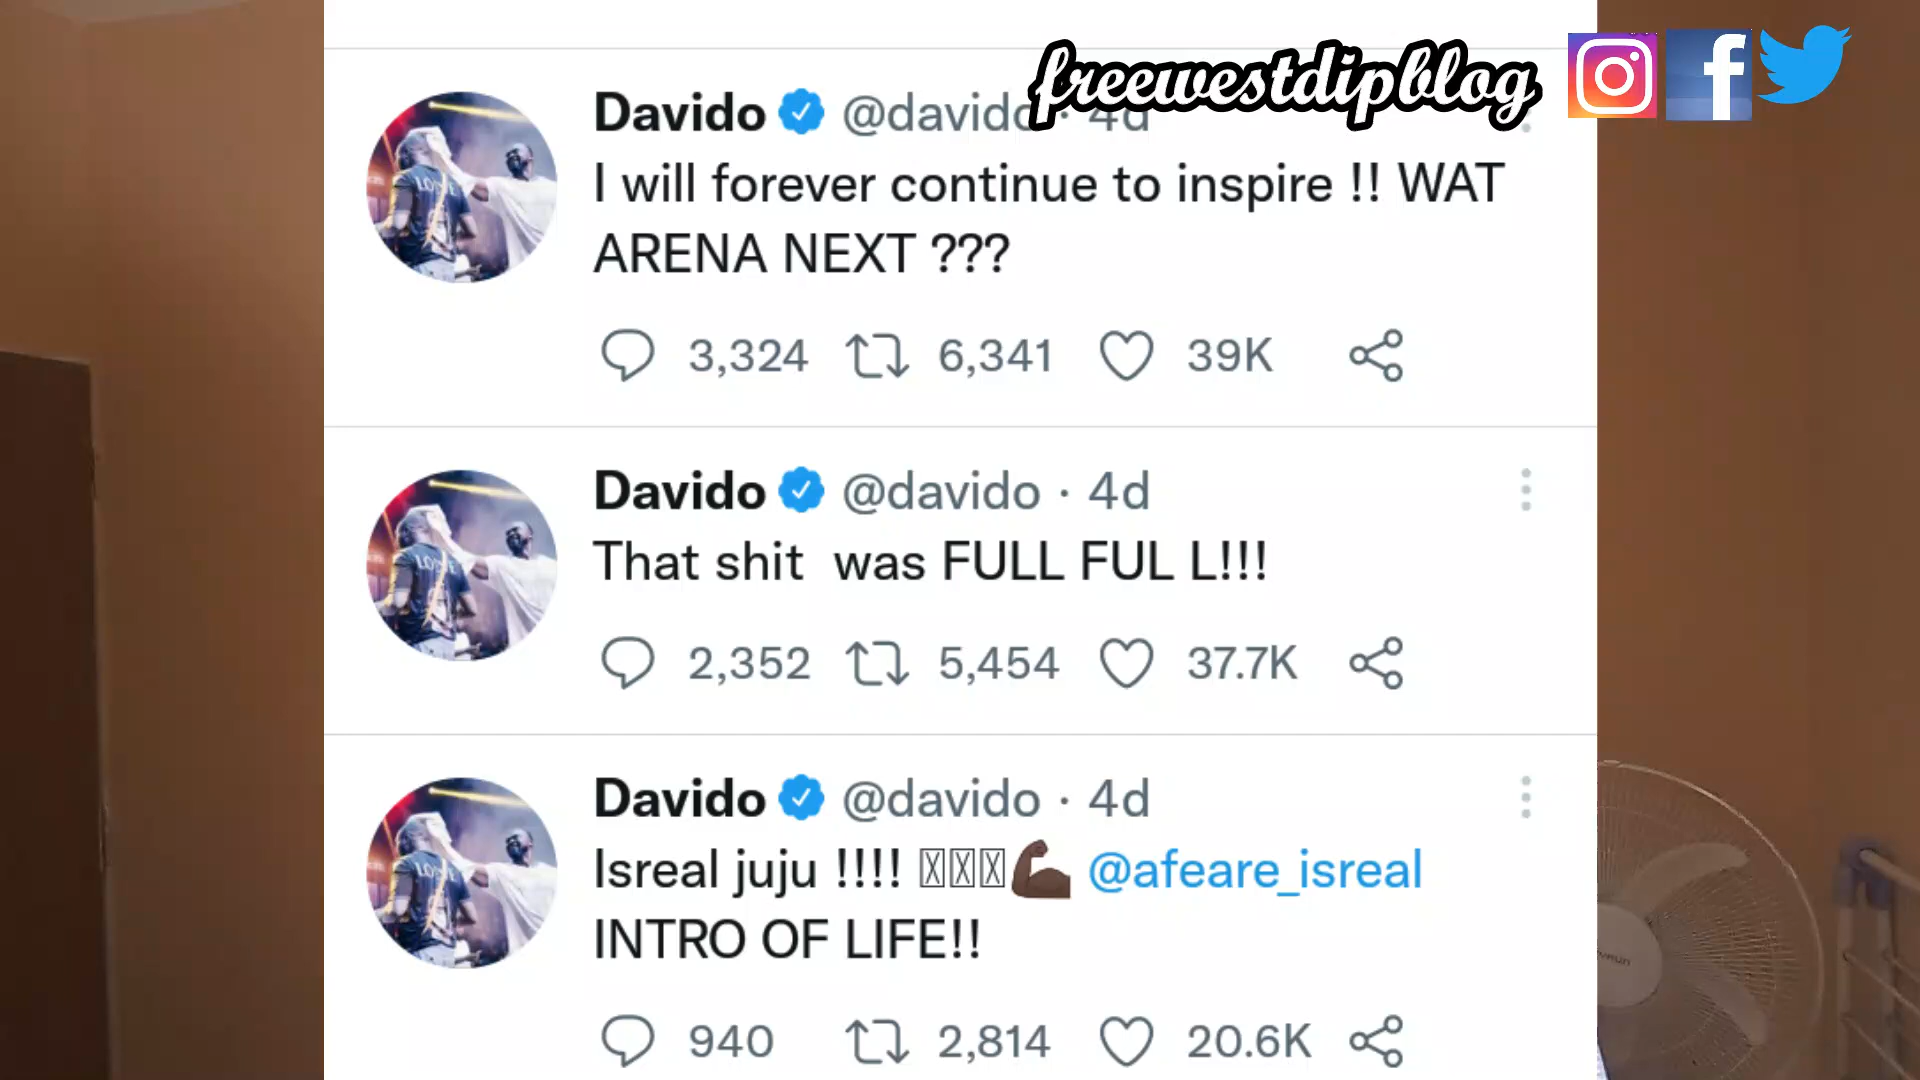 freewestdipblog
Davido @davido · 4d
I will forever continue to inspire !! WAT
ARENA NEXT ???
3,324 6,341 39K
Davido @davido · 4d
That shit was FULL FUL L!!!
2,352 5,454 37.7K
Davido @davido · 4d
Isreal juju !!!! 💪🏿 @afeare_isreal
INTRO OF LIFE!!
940 2,814 20.6K